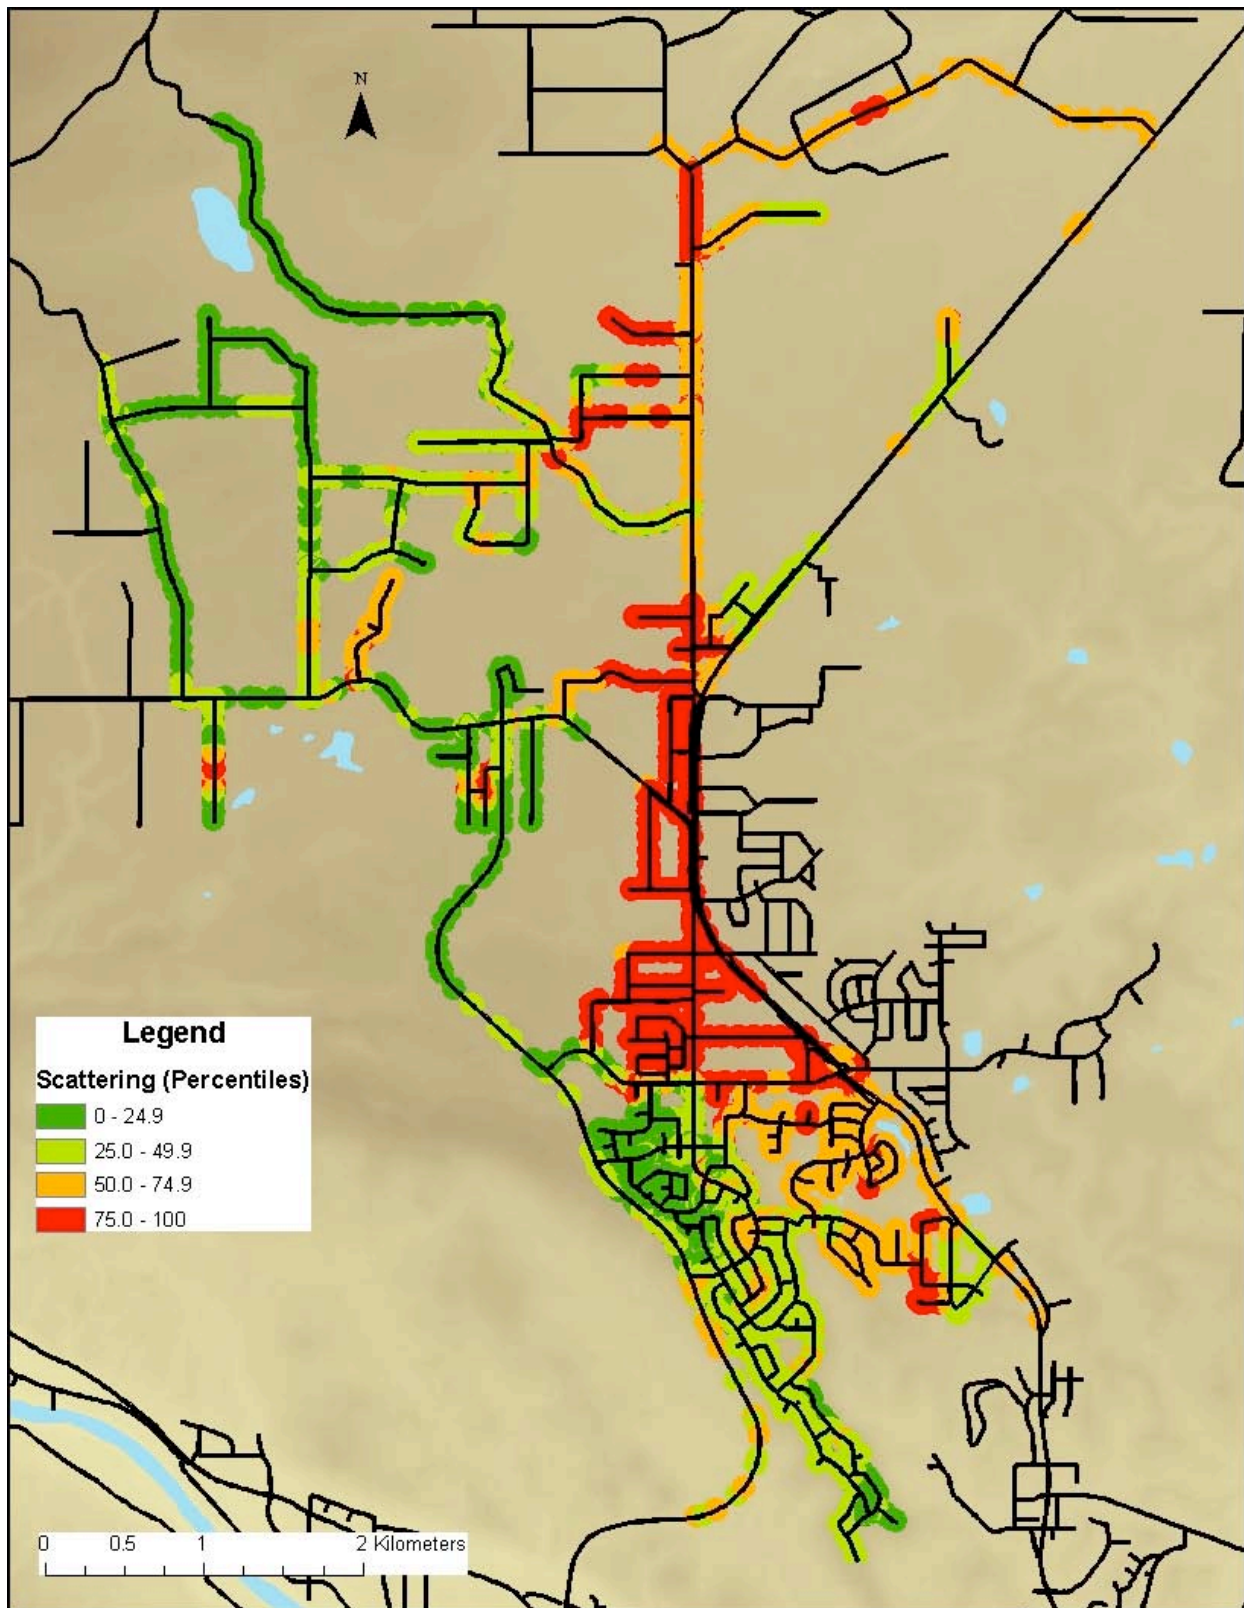 N
Legend
Scattering (Percentiles)
0 - 24.9
25.0 - 49.9
50.0 - 74.9
75.0 - 100
0 0.5 1 2 Kilometers